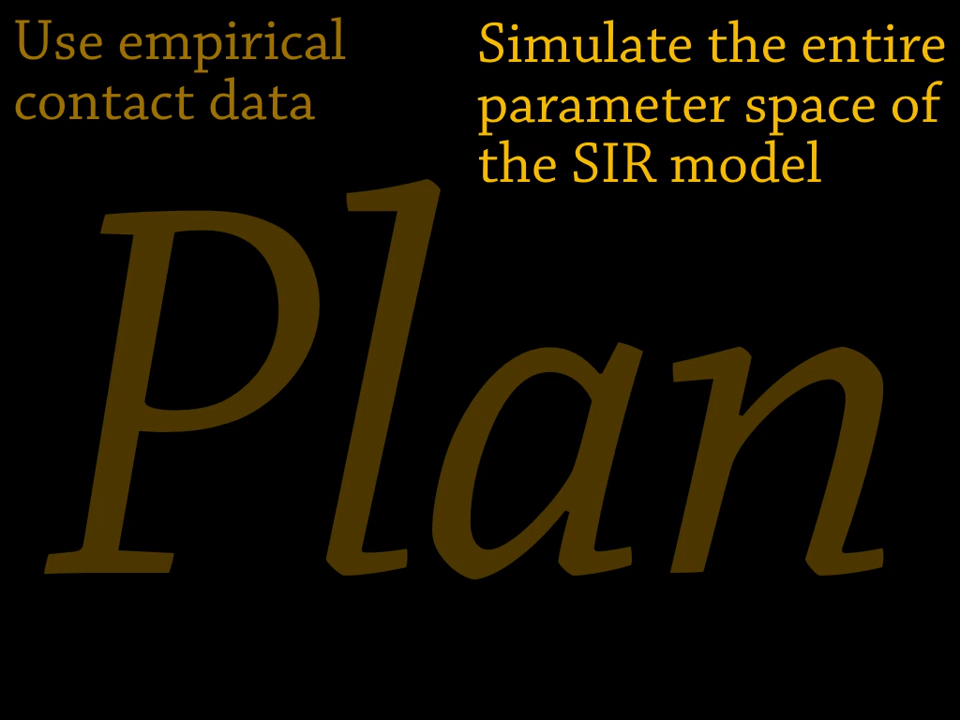 Use empirical
contact data
Simulate the entire
parameter space of
the SIR model
Plan